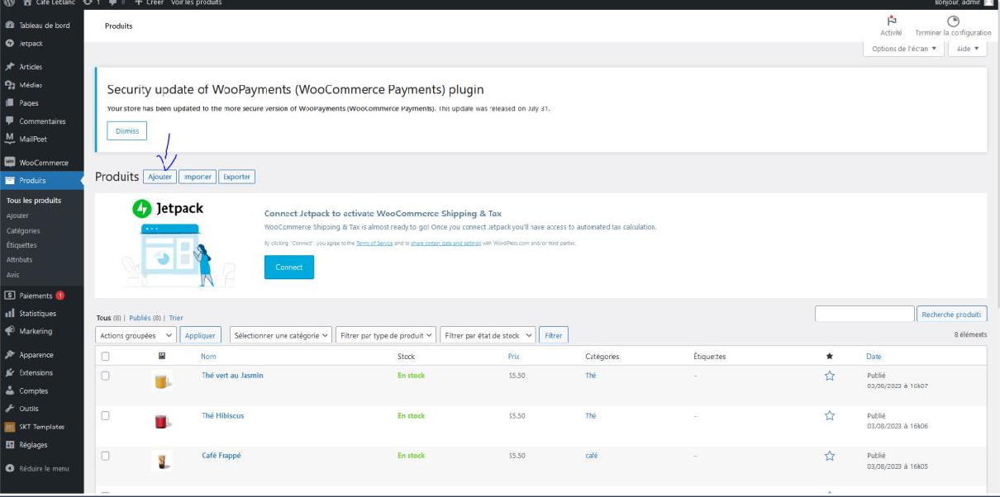 Café Leblanc 1 0 Créer Voir les produits Bonjour, admin
Tableau de bord
Jetpack
Articles
Médias
Pages
Commentaires
MailPoet
WooCommerce
Produits
Tous les produits
Ajouter
Catégories
Étiquettes
Attributs
Avis
Paiements 1
Statistiques
Marketing
Apparence
Extensions
Comptes
Outils
SKT Templates
Réglages
Réduire le menu
Produits
Activité Terminer la configuration
Options de l'écran ▼ Aide ▼
Security update of WooPayments (WooCommerce Payments) plugin
Your store has been updated to the more secure version of WooPayments (WooCommerce Payments). This update was released on July 31.
Dismiss
Produits Ajouter Importer Exporter
Jetpack
Connect Jetpack to activate WooCommerce Shipping & Tax
WooCommerce Shipping & Tax is almost ready to go! Once you connect Jetpack you'll have access to automated tax calculation.
By clicking "Connect", you agree to the Terms of Service and to share certain data and settings with WordPress.com and/or third parties.
Connect
Tous (8) | Publiés (8) | Trier
Recherche produits
Actions groupées Appliquer Sélectionner une catégorie Filtrer par type de produit Filtrer par état de stock Filtrer 8 éléments
Nom Stock Prix Catégories Étiquettes ★ Date
Thé vert au Jasmin En stock $5.50 Thé – Publié
03/08/2023 à 16h07
Thé Hibiscus En stock $5.50 Thé – Publié
03/08/2023 à 16h06
Café Frappé En stock $5.50 café – Publié
03/08/2023 à 16h05